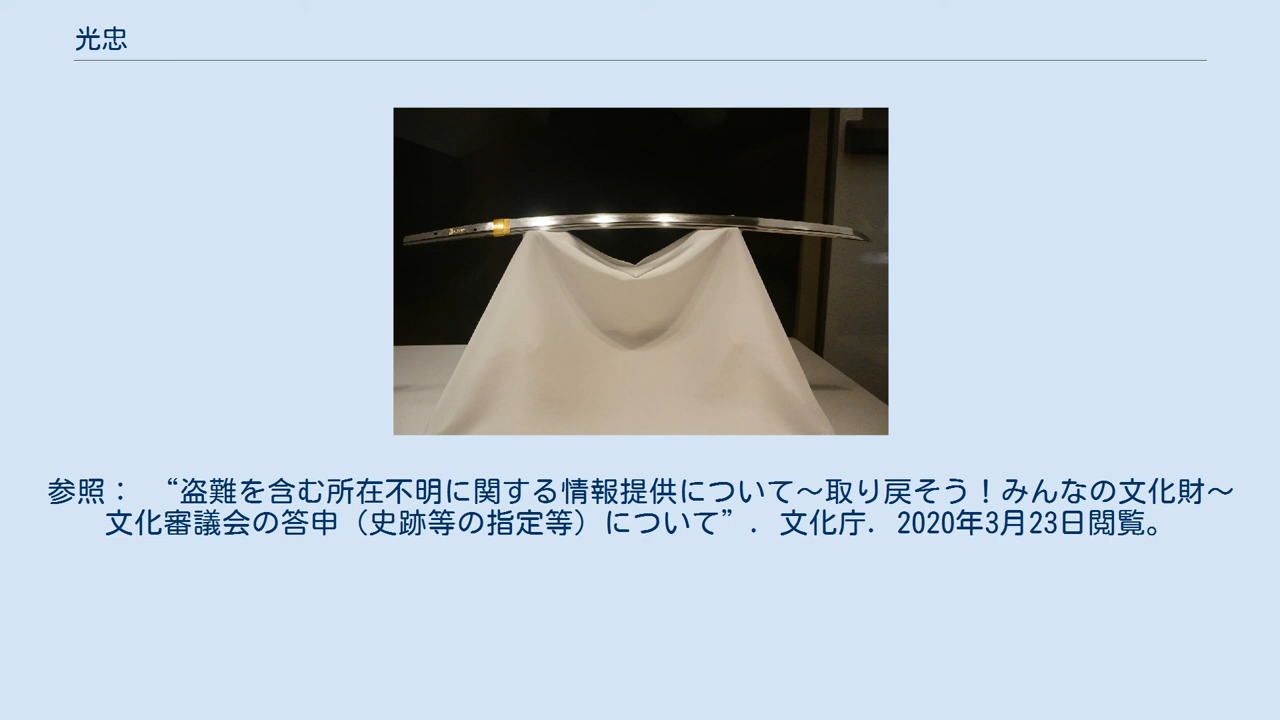 光忠
参照： “盗難を含む所在不明に関する情報提供について～取り戻そう！みんなの文化財～
文化審議会の答申（史跡等の指定等）について”． 文化庁． 2020年3月23日閲覧。